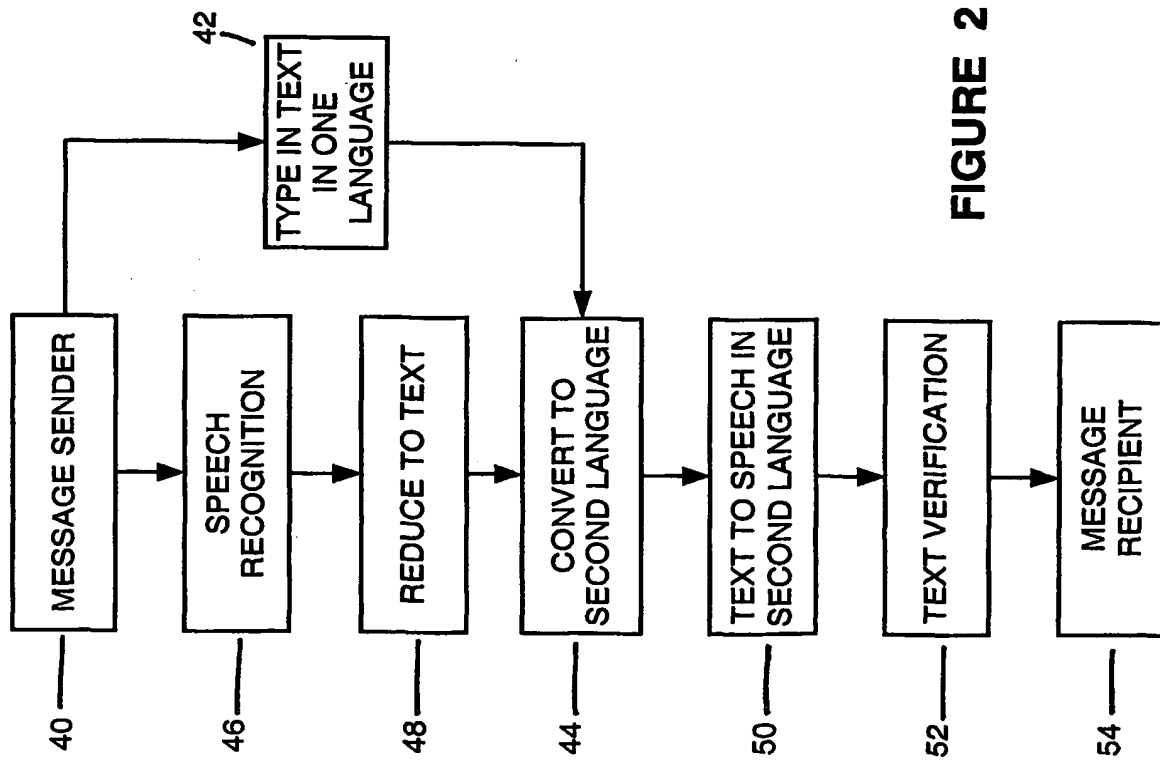 40
MESSAGE SENDER
42
TYPE IN TEXT
IN ONE
LANGUAGE
46
SPEECH
RECOGNITION
48
REDUCE TO TEXT
44
CONVERT TO
SECOND LANGUAGE
50
TEXT TO SPEECH IN
SECOND LANGUAGE
52
TEXT VERIFICATION
54
MESSAGE
RECIPIENT
FIGURE 2